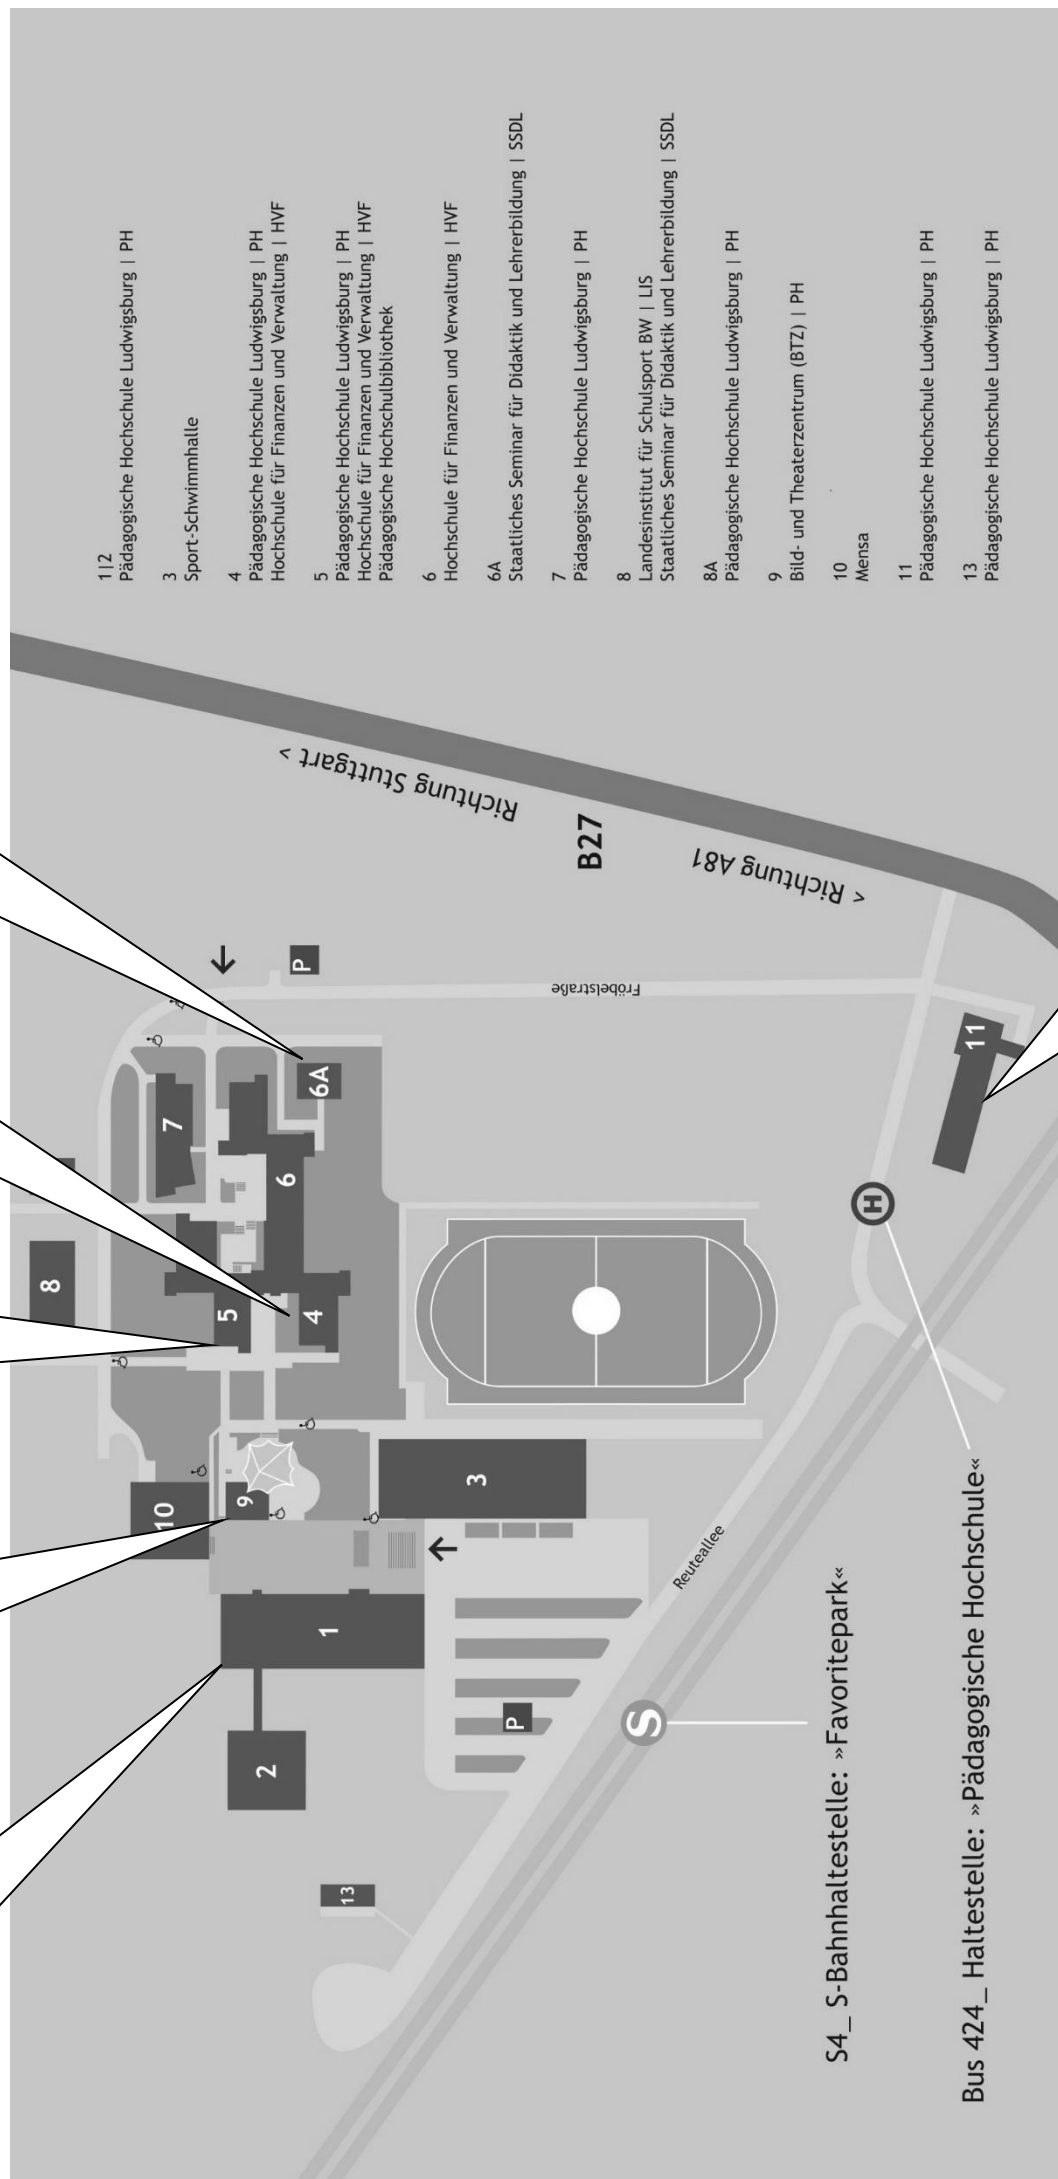 1|2
Pädagogische Hochschule Ludwigsburg | PH
3
Sport-Schwimmhalle
4
Pädagogische Hochschule Ludwigsburg | PH
Hochschule für Finanzen und Verwaltung | HVF
5
Pädagogische Hochschule Ludwigsburg | PH
Hochschule für Finanzen und Verwaltung | HVF
Pädagogische Hochschulbibliothek
6
Hochschule für Finanzen und Verwaltung | HVF
6A
Staatliches Seminar für Didaktik und Lehrerbildung | SSDL
7
Pädagogische Hochschule Ludwigsburg | PH
8
Landesinstitut für Schulsport BW | LIS
Staatliches Seminar für Didaktik und Lehrerbildung | SSDL
8A
Pädagogische Hochschule Ludwigsburg | PH
9
Bild- und Theaterzentrum (BTZ) | PH
10
Mensa
11
Pädagogische Hochschule Ludwigsburg | PH
13
Pädagogische Hochschule Ludwigsburg | PH
Richtung Stuttgart >
B27
< Richtung A81
Fröbelstraße
P
6A
7
6
8
5
4
11
H
10
9
3
1
2
P
Reuteallee
S
13
S4_ S-Bahnhaltestelle: »Favoritepark«
Bus 424_ Haltestelle: »Pädagogische Hochschule«